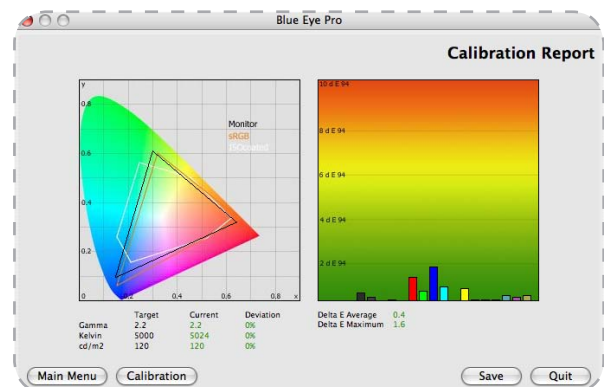 Blue Eye Pro
Calibration Report
y
0.8
0.6
0.4
0.2
0
0.4
0.6
0.8
x
Monitor
sRGB
ISOcoated
10 d E 94
8 d E 94
6 d E 94
4 d E 94
2 d E 94
Target Current Deviation
Gamma 2.2 2.2 0%
Kelvin 5000 5024 0%
cd/m2 120 120 0%
Delta E Average 0.4
Delta E Maximum 1.6
Main Menu Calibration Save Quit